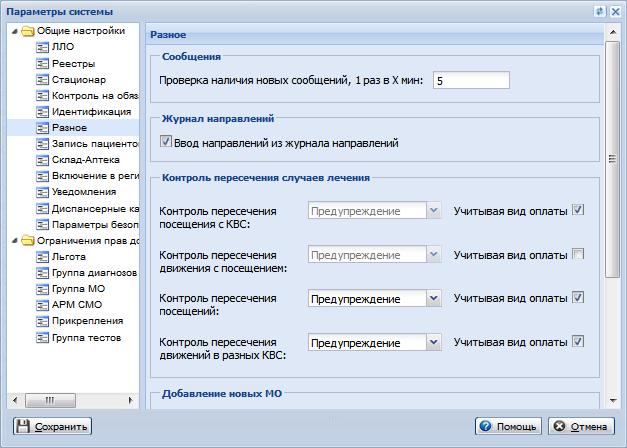 Параметры системы
Общие настройки
ЛЛО
Реестры
Стационар
Контроль на обяза
Идентификация
Разное
Запись пациентов
Склад-Аптека
Включение в реги
Уведомления
Диспансерные ка
Параметры безоп
Ограничения прав до
Льгота
Группа диагнозов
Группа МО
АРМ СМО
Прикрепления
Группа тестов
Разное
Сообщения
Проверка наличия новых сообщений, 1 раз в X мин: 5
Журнал направлений
Ввод направлений из журнала направлений
Контроль пересечения случаев лечения
Контроль пересечения
посещения с КВС:
Предупреждение
Учитывая вид оплаты
Контроль пересечения
движения с посещением:
Предупреждение
Учитывая вид оплаты
Контроль пересечения
посещений:
Предупреждение
Учитывая вид оплаты
Контроль пересечения
движений в разных КВС:
Предупреждение
Учитывая вид оплаты
Добавление новых МО
Сохранить
Помощь
Отмена